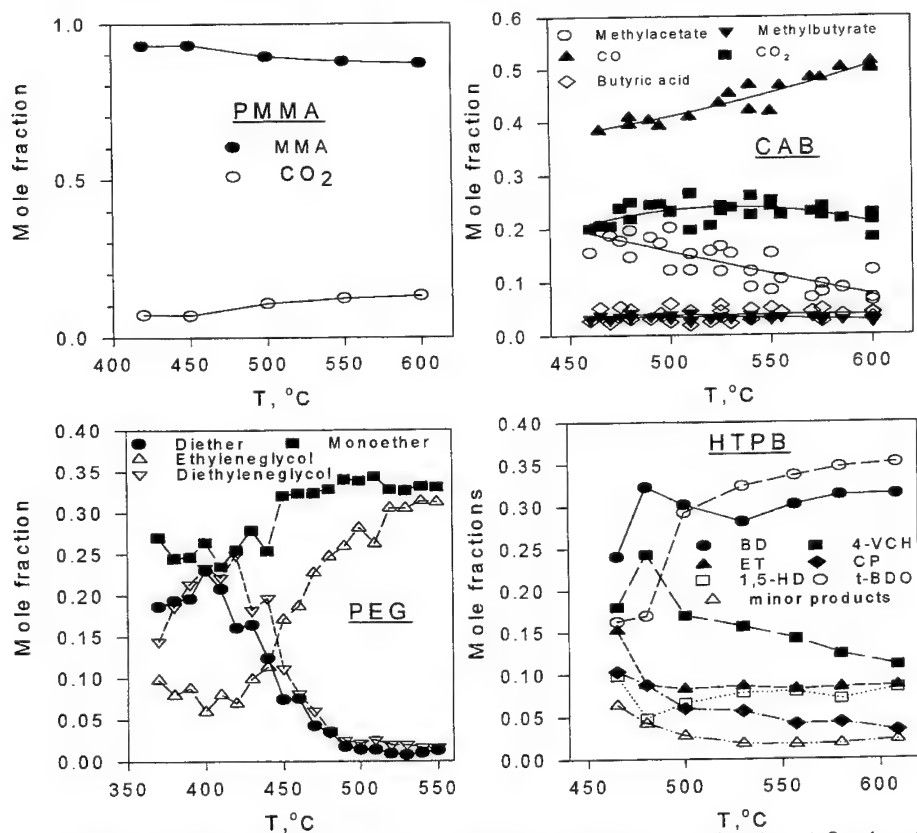 1.0
Mole fraction
0.5
0.0
PMMA
MMA
CO2
400 450 500 550 600
T, °C
Methylacetate Methylbutyrate
CO CO2
Butyric acid
0.6
0.5
0.4
Mole fraction
0.3
0.2
0.1
0.0
CAB
450 500 550 600
T, °C
0.40
0.35
0.30
0.25
Mole fraction
0.20
0.15
0.10
0.05
0.00
Diether Monoether
Ethyleneglycol
Diethyleneglycol
PEG
350 400 450 500 550
T, °C
0.40
0.35
0.30
0.25
Mole fractions
0.20
0.15
0.10
0.05
0.00
HTPB
BD 4-VCH
ET CP
1,5-HD t-BDO
minor products
450 500 550 600
T, °C